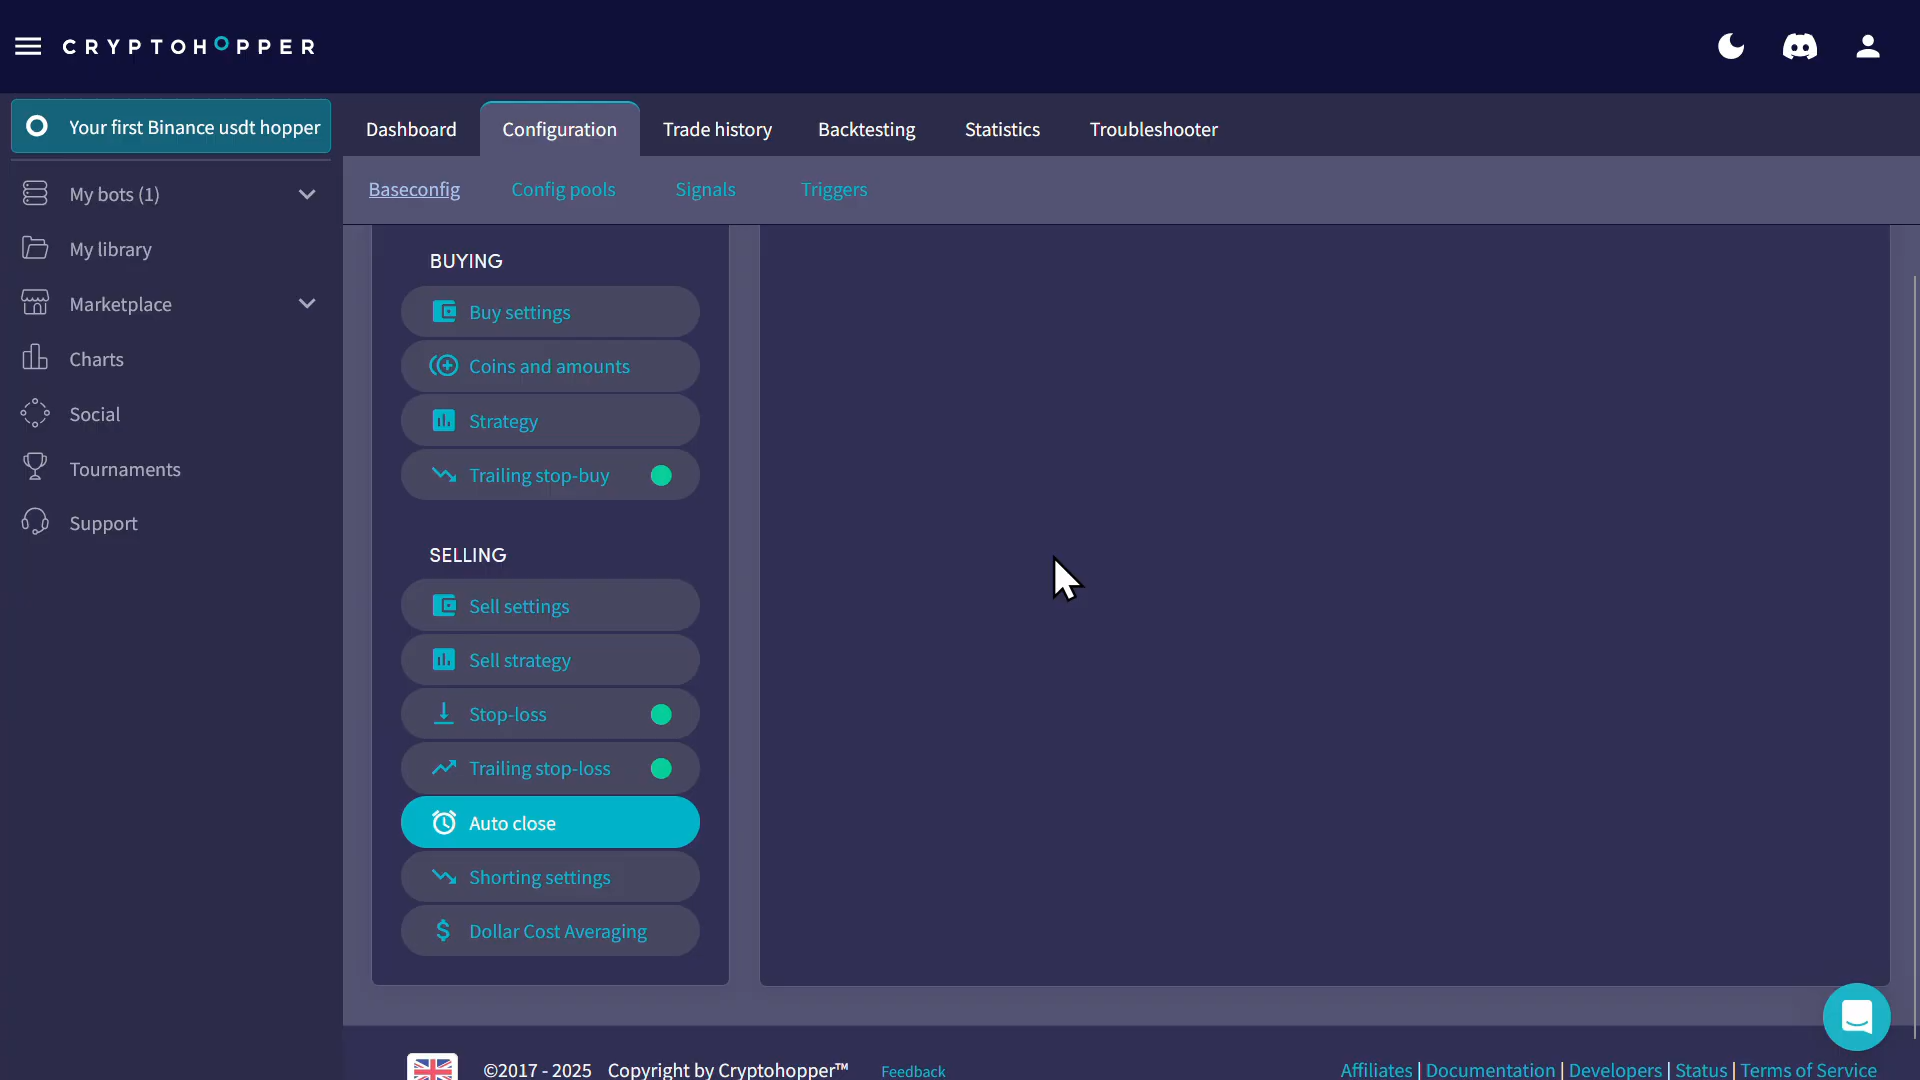 CRYPTOHOPPER
Your first Binance usdt hopper
My bots (1)
My library
Marketplace
Charts
Social
Tournaments
Support
Dashboard
Configuration
Trade history
Backtesting
Statistics
Troubleshooter
Baseconfig
Config pools
Signals
Triggers
BUYING
Buy settings
Coins and amounts
Strategy
Trailing stop-buy
SELLING
Sell settings
Sell strategy
Stop-loss
Trailing stop-loss
Auto close
Shorting settings
Dollar Cost Averaging
©2017 - 2025 Copyright by Cryptohopper™ Feedback
Affiliates | Documentation | Developers | Status | Terms of Service